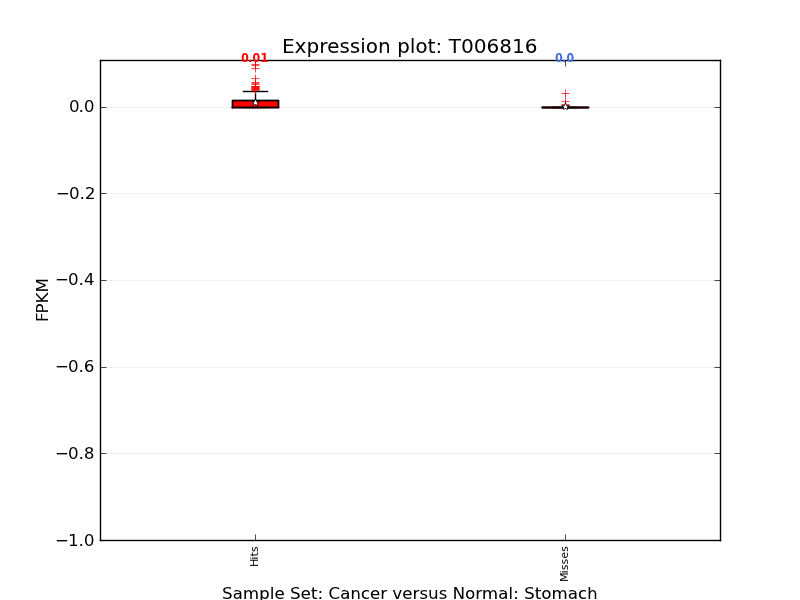 Expression plot: T006816
0.01
0.0
0.0
−0.2
−0.4
−0.6
−0.8
−1.0
FPKM
Hits
Misses
Sample Set: Cancer versus Normal: Stomach